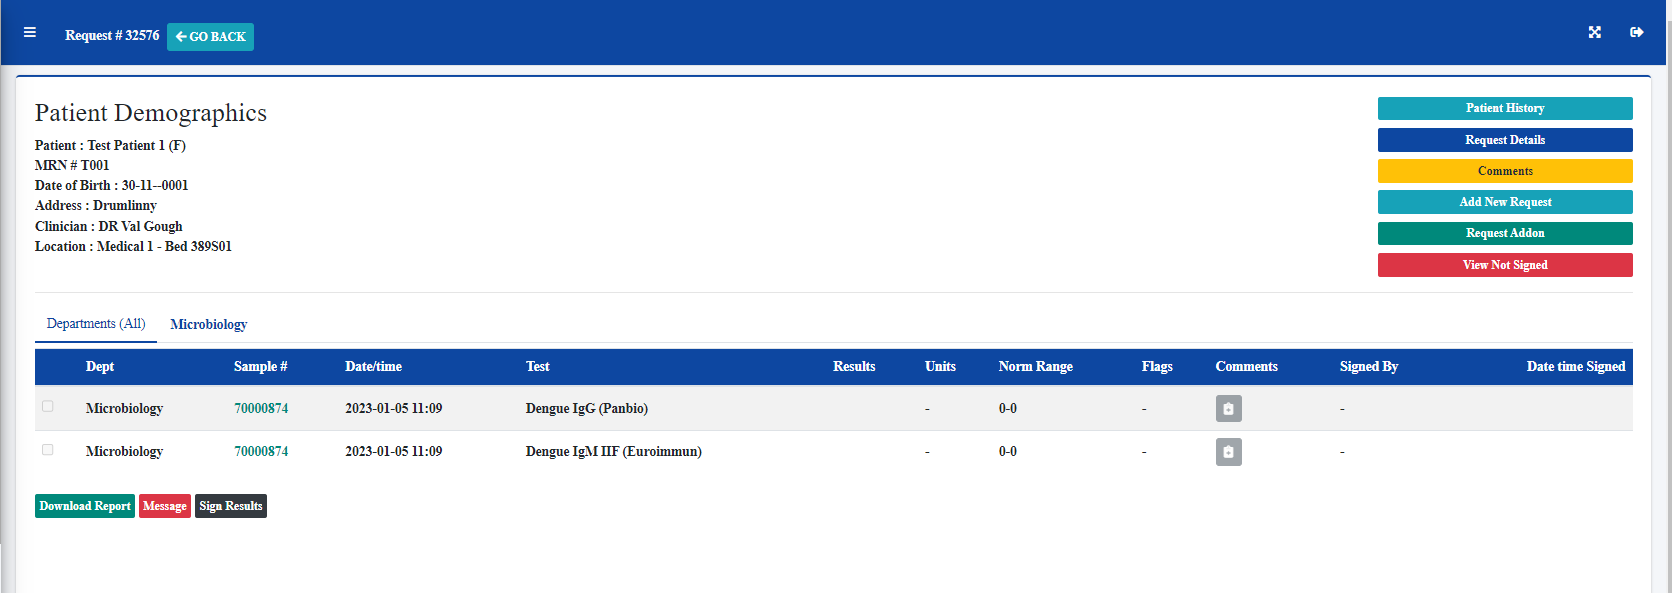 Request # 32576 GO BACK
Patient Demographics
Patient : Test Patient 1 (F)
MRN # T001
Date of Birth : 30-11--0001
Address : Drumlinny
Clinician : DR Val Gough
Location : Medical 1 - Bed 389S01
Patient History
Request Details
Comments
Add New Request
Request Addon
View Not Signed
Departments (All) Microbiology
Dept Sample # Date/time Test Results Units Norm Range Flags Comments Signed By Date time Signed
Microbiology 70000874 2023-01-05 11:09 Dengue IgG (Panbio) - 0-0 - -
Microbiology 70000874 2023-01-05 11:09 Dengue IgM IIF (Euroimmun) - 0-0 - -
Download Report Message Sign Results